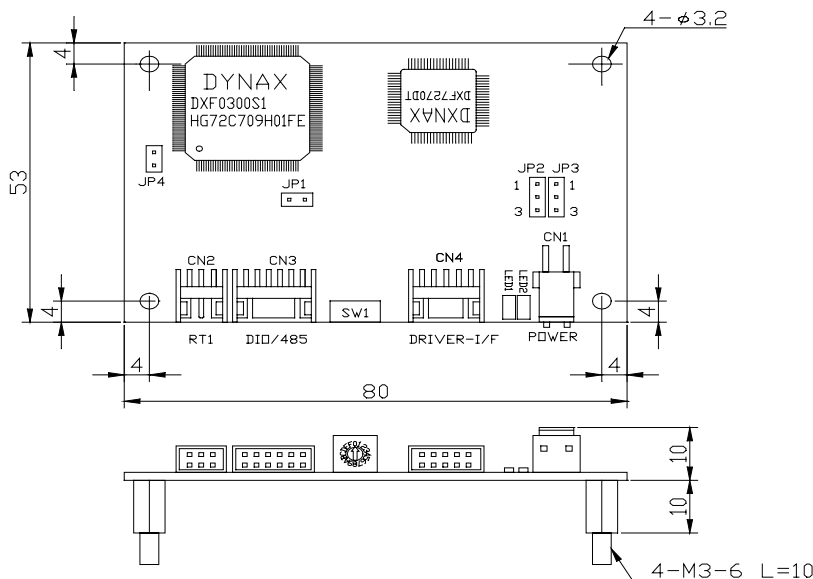 4-φ3.2
4
DYNAX
DXF0300S1
HG72C709H01FE
DXNAX
DXF7270DT
JP4
JP1
JP2 JP3
1 1
3 3
53
CN2 CN3 CN4 LED1 LED2 CN1
SW1
4 4
RT1 DIO/485 DRIVER-I/F POWER
4 4
80
10
10
4-M3-6 L=10